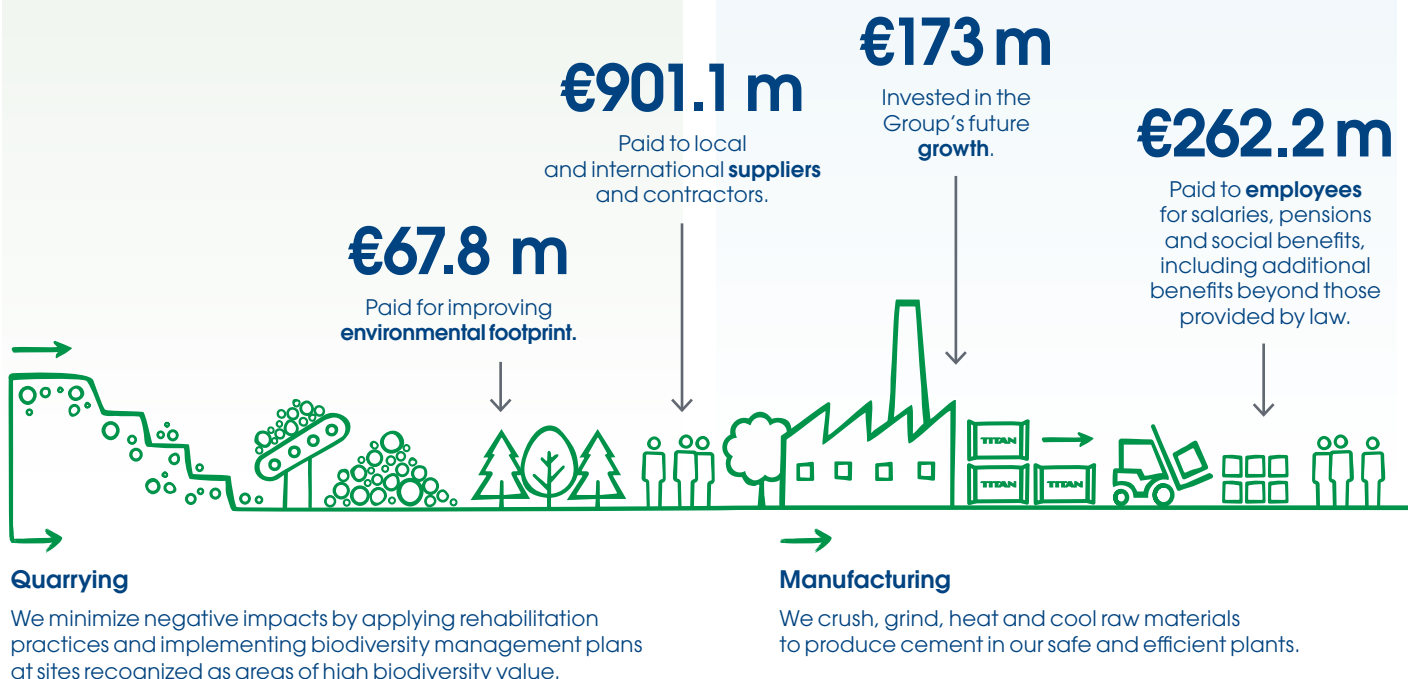 €901.1 m
Paid to local
and international suppliers
and contractors.
€173 m
Invested in the
Group’s future
growth.
€262.2 m
Paid to employees
for salaries, pensions
and social benefits,
including additional
benefits beyond those
provided by law.
€67.8 m
Paid for improving
environmental footprint.
TITAN
TITAN
TITAN
Quarrying
We minimize negative impacts by applying rehabilitation
practices and implementing biodiversity management plans
at sites recognized as areas of high biodiversity value.
Manufacturing
We crush, grind, heat and cool raw materials
to produce cement in our safe and efficient plants.